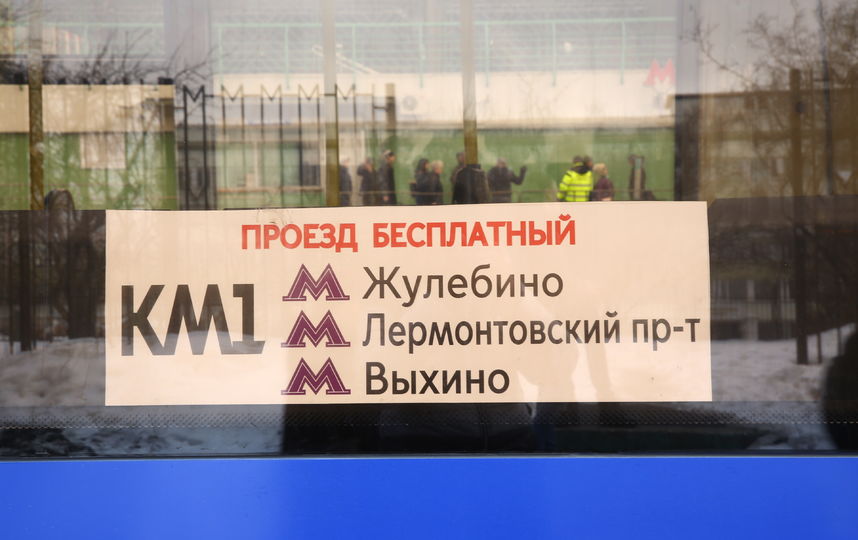 ПРОЕЗД БЕСПЛАТНЫЙ
КМ1
М Жулебино
М Лермонтовский пр-т
М Выхино